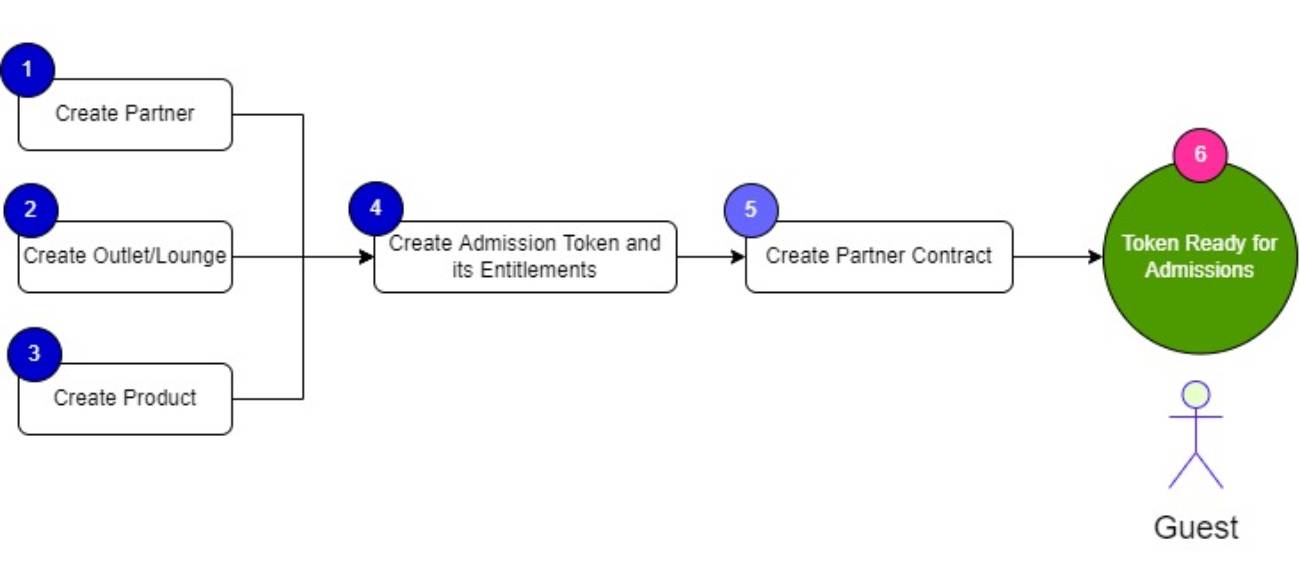 1
Create Partner
2
Create Outlet/Lounge
3
Create Product
4
Create Admission Token and
its Entitlements
5
Create Partner Contract
6
Token Ready for
Admissions
Guest